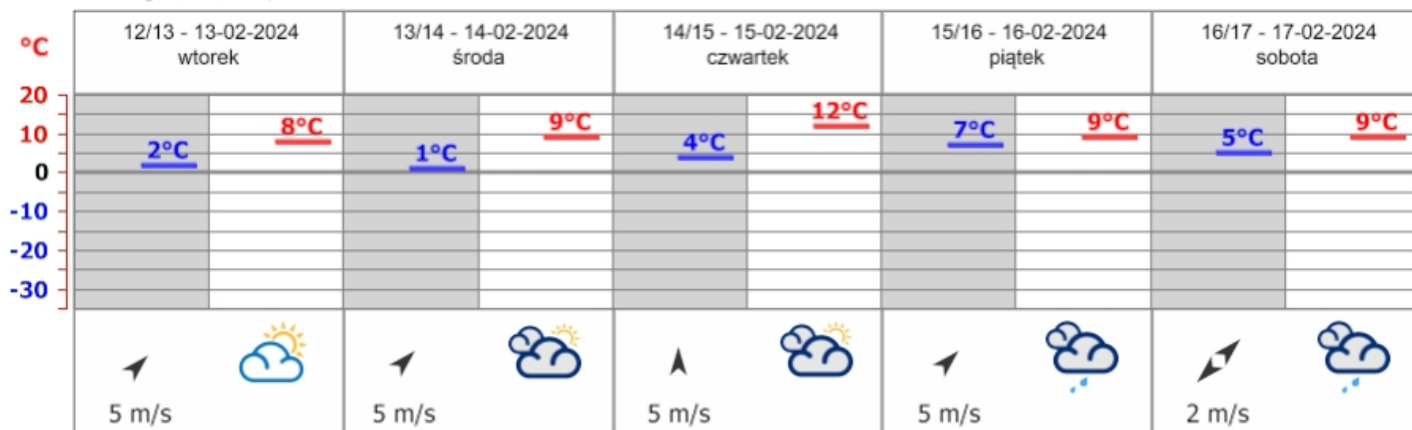 °C
12/13 - 13-02-2024
wtorek
13/14 - 14-02-2024
środa
14/15 - 15-02-2024
czwartek
15/16 - 16-02-2024
piątek
16/17 - 17-02-2024
sobota
20
10
0
-10
-20
-30
2°C
8°C
1°C
9°C
4°C
12°C
7°C
9°C
5°C
9°C
5 m/s
5 m/s
5 m/s
5 m/s
2 m/s